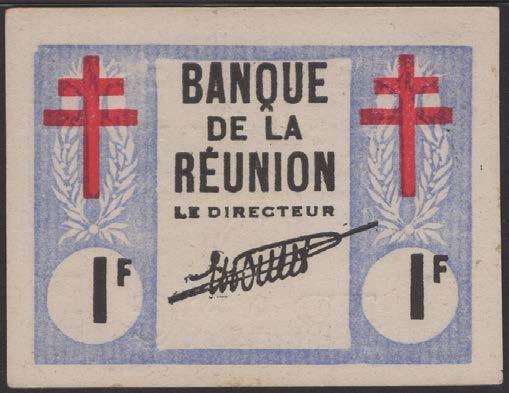 BANQUE
DE LA
RÉUNION
LE DIRECTEUR
1F
1F